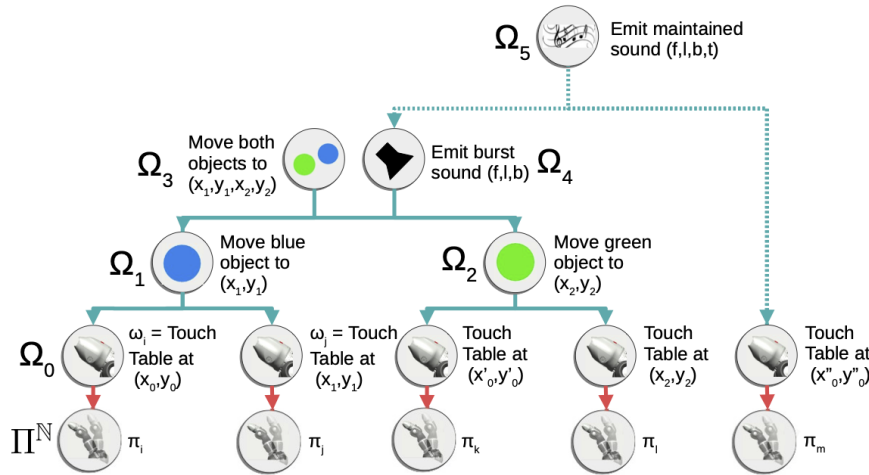 Ω₅
Emit maintained
sound (f,l,b,t)
Ω₃
Move both
objects to
(x₁,y₁,x₂,y₂)
Emit burst
sound (f,l,b)
Ω₄
Ω₁
Move blue
object to
(x₁,y₁)
Ω₂
Move green
object to
(x₂,y₂)
Ω₀
ωᵢ = Touch
Table at
(x₀,y₀)
ωⱼ = Touch
Table at
(x₁,y₁)
Touch
Table at
(x'₀,y'₀)
Touch
Table at
(x₂,y₂)
Touch
Table at
(x"₀,y"₀)
Π^ℕ
πᵢ
πⱼ
πₖ
πₗ
πₘ